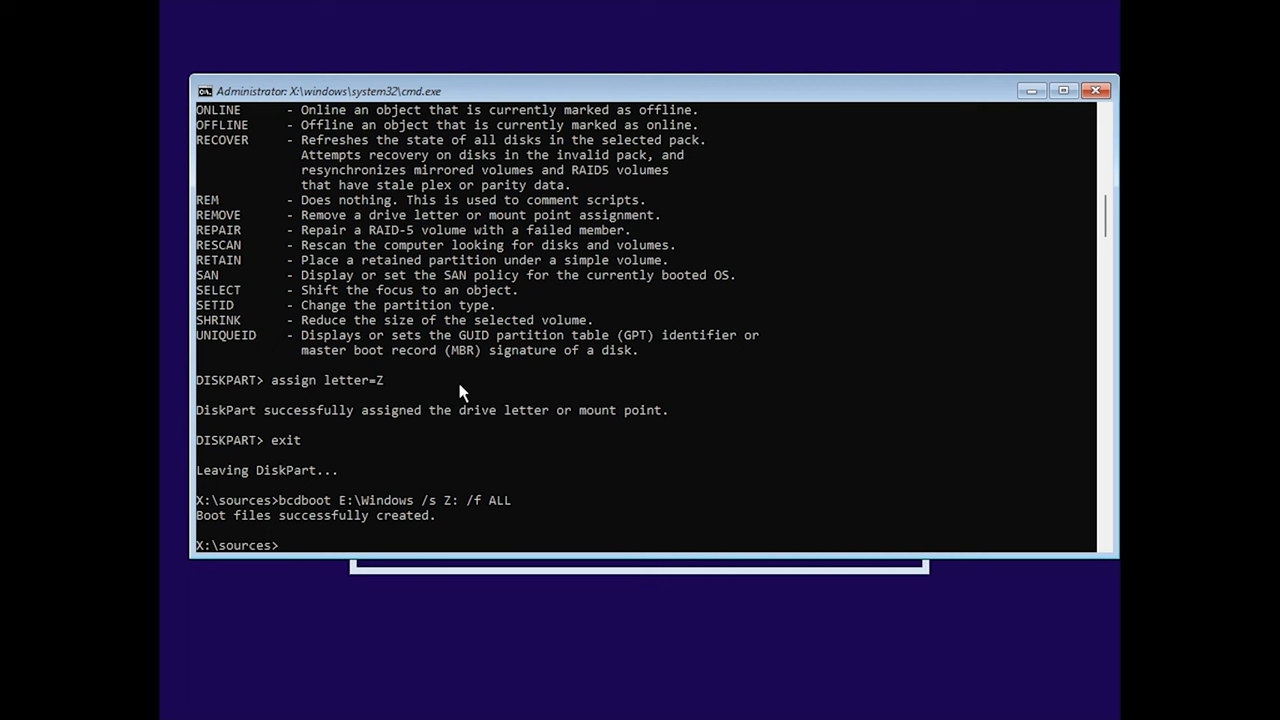 Administrator: X:\windows\system32\cmd.exe
ONLINE - Online an object that is currently marked as offline.
OFFLINE - Offline an object that is currently marked as online.
RECOVER - Refreshes the state of all disks in the selected pack.
Attempts recovery on disks in the invalid pack, and
resynchronizes mirrored volumes and RAID5 volumes
that have stale plex or parity data.
REM - Does nothing. This is used to comment scripts.
REMOVE - Remove a drive letter or mount point assignment.
REPAIR - Repair a RAID-5 volume with a failed member.
RESCAN - Rescan the computer looking for disks and volumes.
RETAIN - Place a retained partition under a simple volume.
SAN - Display or set the SAN policy for the currently booted OS.
SELECT - Shift the focus to an object.
SETID - Change the partition type.
SHRINK - Reduce the size of the selected volume.
UNIQUEID - Displays or sets the GUID partition table (GPT) identifier or
master boot record (MBR) signature of a disk.
DISKPART> assign letter=Z
DiskPart successfully assigned the drive letter or mount point.
DISKPART> exit
Leaving DiskPart...
X:\sources>bcdboot E:\Windows /s Z: /f ALL
Boot files successfully created.
X:\sources>